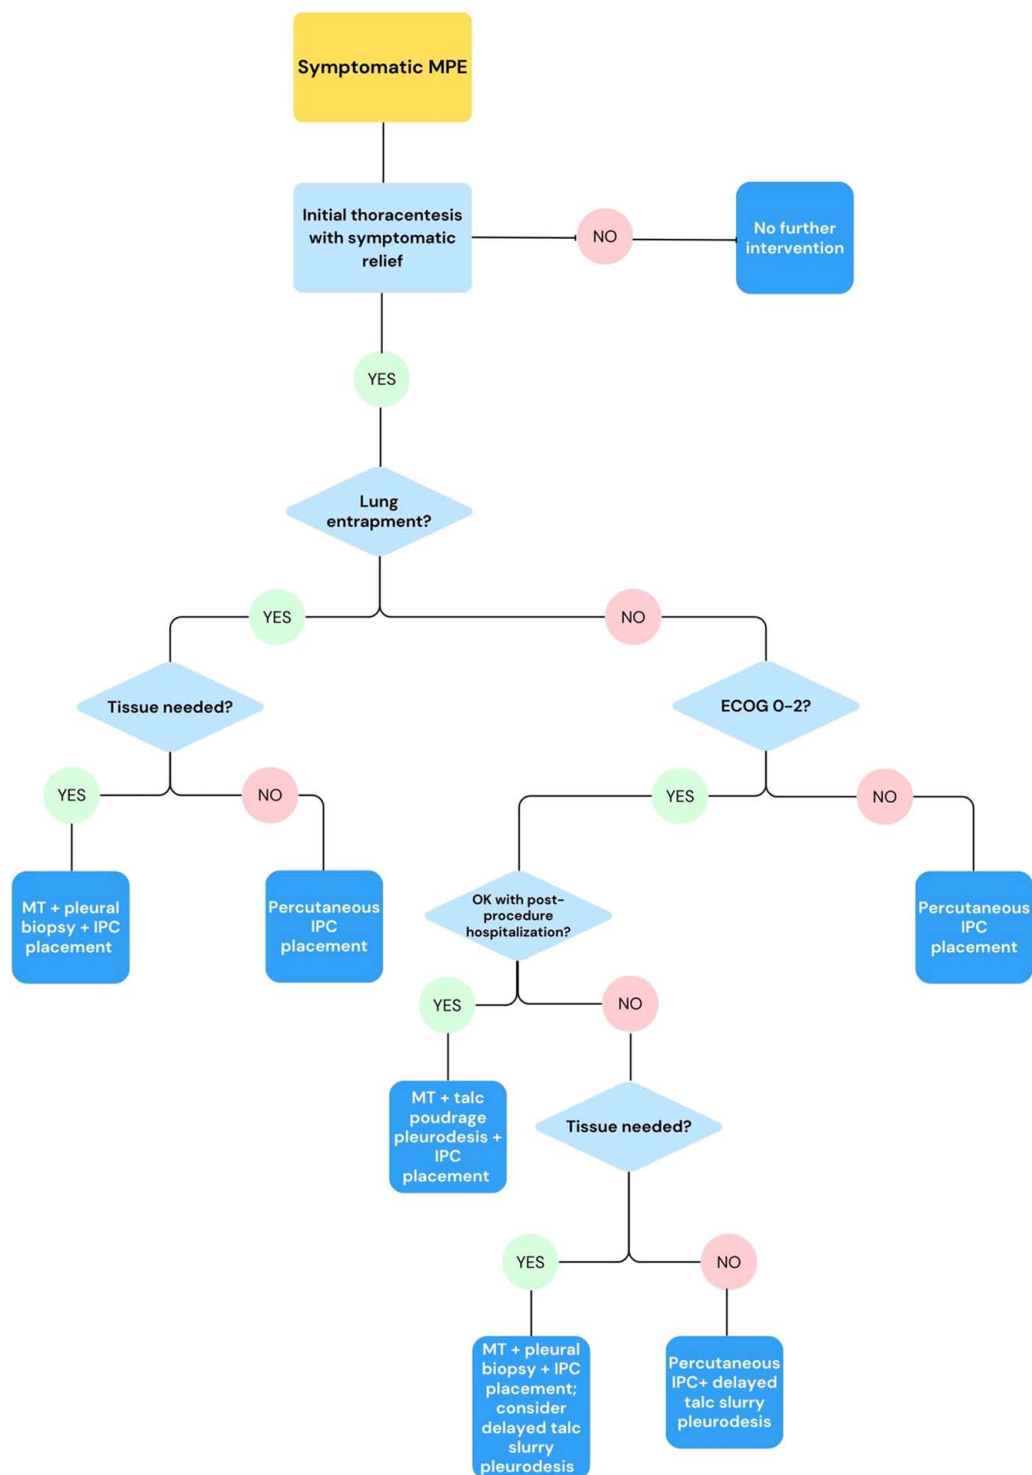 Symptomatic MPE
Initial thoracentesis
with symptomatic
relief
NO
No further
intervention
YES
Lung
entrapment?
YES
NO
Tissue needed?
ECOG 0-2?
YES
NO
YES
NO
MT + pleural
biopsy + IPC
placement
Percutaneous
IPC
placement
OK with post-
procedure
hospitalization?
Percutaneous
IPC
placement
YES
NO
MT + talc
poudrage
pleurodesis +
IPC
placement
Tissue needed?
YES
NO
MT + pleural
biopsy + IPC
placement;
consider
delayed talc
slurry
pleurodesis
Percutaneous
IPC+ delayed
talc slurry
pleurodesis